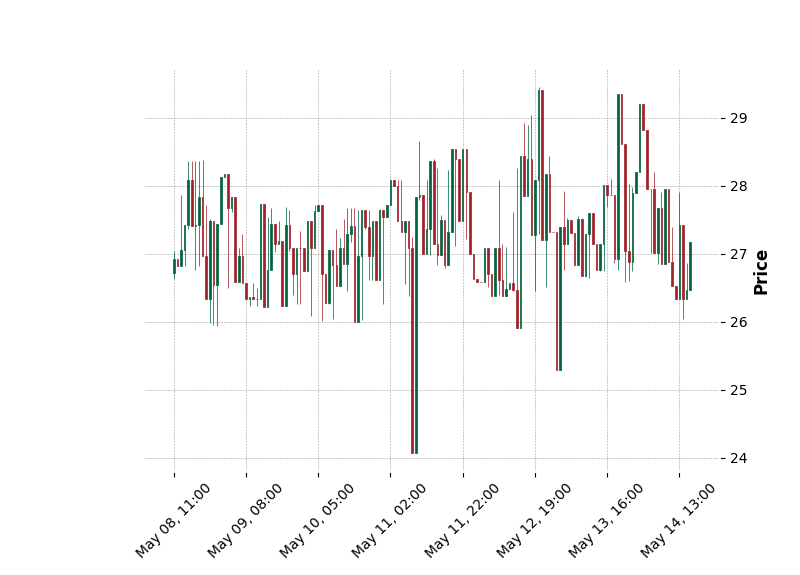 29
28
27
26
25
24
Price
May 08, 11:00
May 09, 08:00
May 10, 05:00
May 11, 02:00
May 11, 22:00
May 12, 19:00
May 13, 16:00
May 14, 13:00